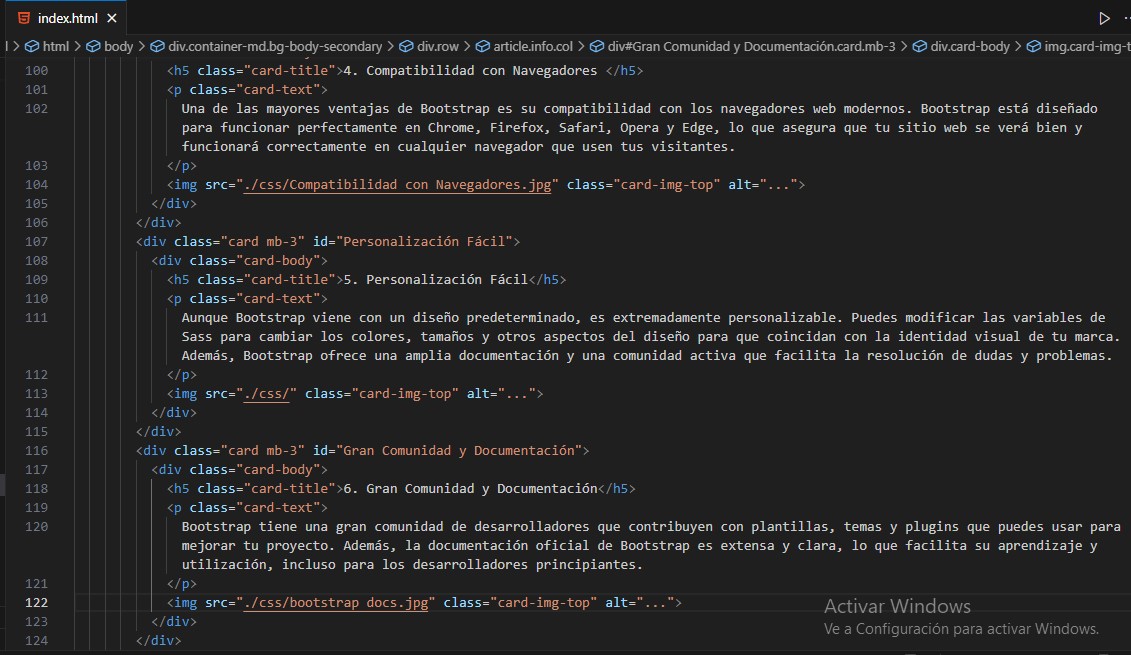 index.html ×
l > html > body > div.container-md.bg-body-secondary > div.row > article.info.col > div#Gran Comunidad y Documentación.card.mb-3 > div.card-body > img.card-img-t
100 <h5 class="card-title">4. Compatibilidad con Navegadores </h5>
101 <p class="card-text">
102 Una de las mayores ventajas de Bootstrap es su compatibilidad con los navegadores web modernos. Bootstrap está diseñado
para funcionar perfectamente en Chrome, Firefox, Safari, Opera y Edge, lo que asegura que tu sitio web se verá bien y
funcionará correctamente en cualquier navegador que usen tus visitantes.
103 </p>
104 <img src="./css/Compatibilidad con Navegadores.jpg" class="card-img-top" alt="...">
105 </div>
106 </div>
107 <div class="card mb-3" id="Personalización Fácil">
108 <div class="card-body">
109 <h5 class="card-title">5. Personalización Fácil</h5>
110 <p class="card-text">
111 Aunque Bootstrap viene con un diseño predeterminado, es extremadamente personalizable. Puedes modificar las variables de
Sass para cambiar los colores, tamaños y otros aspectos del diseño para que coincidan con la identidad visual de tu marca.
Además, Bootstrap ofrece una amplia documentación y una comunidad activa que facilita la resolución de dudas y problemas.
112 </p>
113 <img src="./css/" class="card-img-top" alt="...">
114 </div>
115 </div>
116 <div class="card mb-3" id="Gran Comunidad y Documentación">
117 <div class="card-body">
118 <h5 class="card-title">6. Gran Comunidad y Documentación</h5>
119 <p class="card-text">
120 Bootstrap tiene una gran comunidad de desarrolladores que contribuyen con plantillas, temas y plugins que puedes usar para
mejorar tu proyecto. Además, la documentación oficial de Bootstrap es extensa y clara, lo que facilita su aprendizaje y
utilización, incluso para los desarrolladores principiantes.
121 </p>
122 <img src="./css/bootstrap docs.jpg" class="card-img-top" alt="...">
123 </div>
124 </div>
Activar Windows
Ve a Configuración para activar Windows.